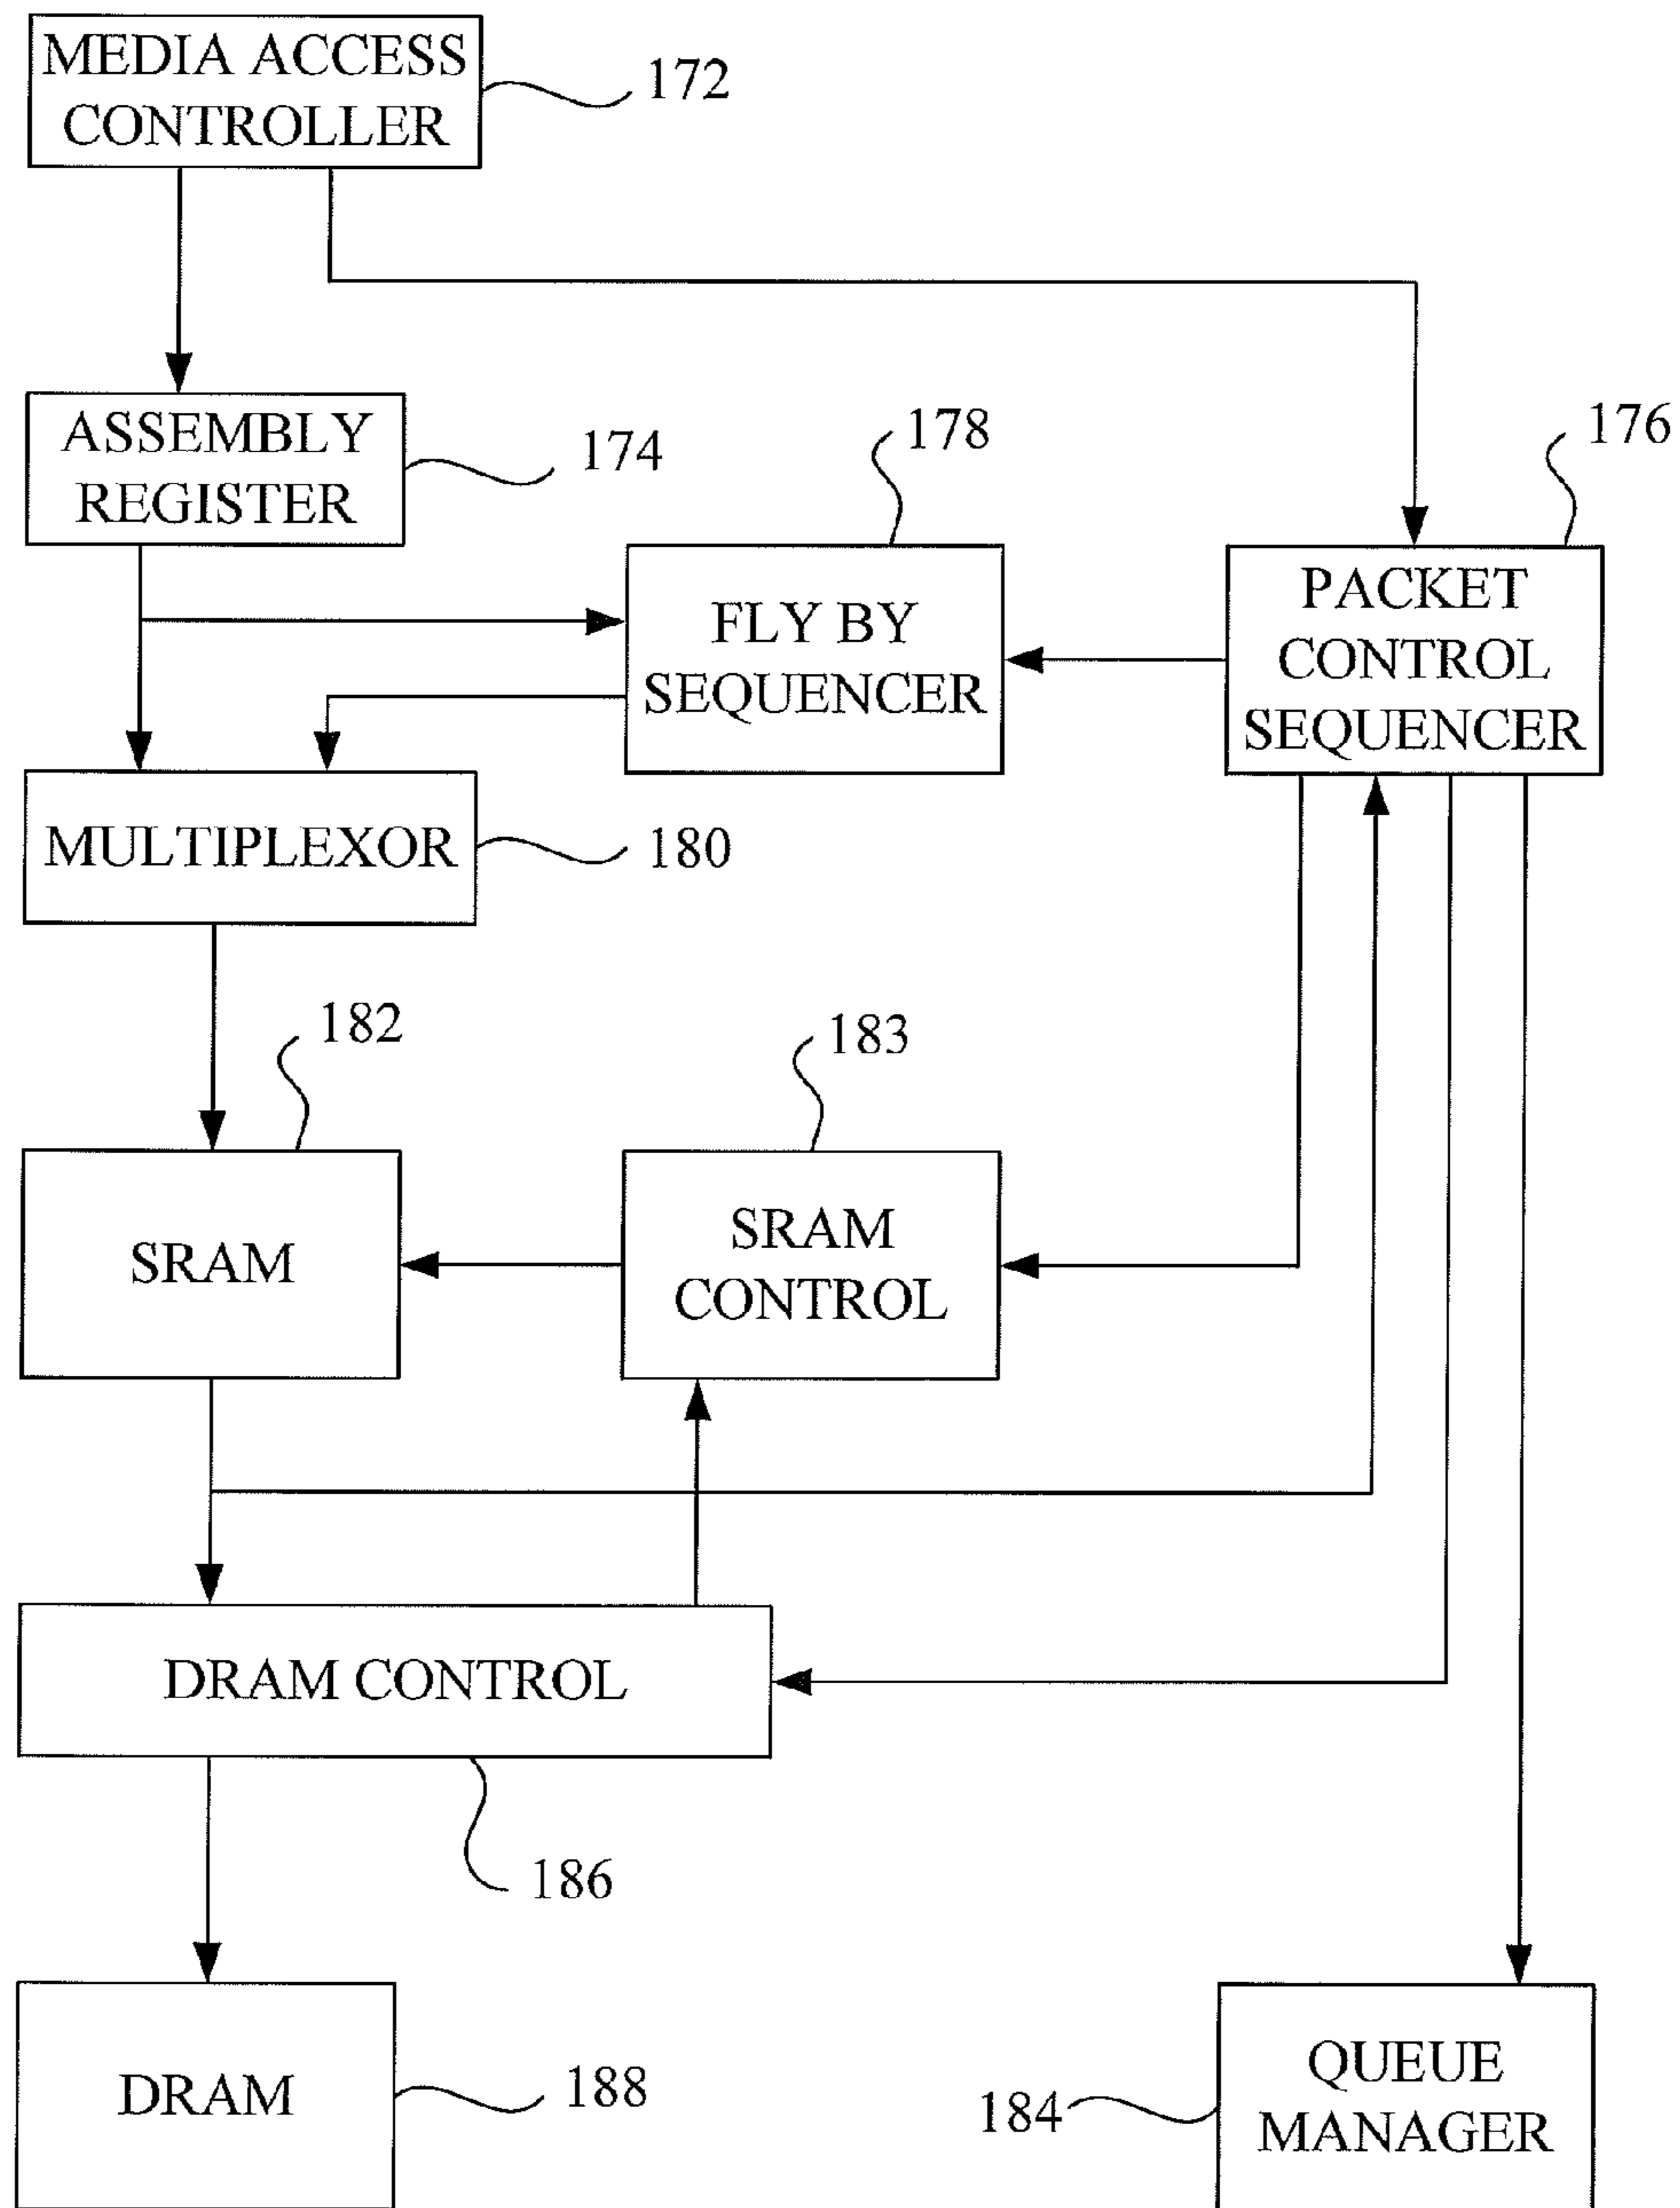 MEDIA ACCESS
CONTROLLER
172
ASSEMBLY
REGISTER
174
178
176
FLY BY
SEQUENCER
PACKET
CONTROL
SEQUENCER
MULTIPLEXOR
180
182
183
SRAM
SRAM
CONTROL
DRAM CONTROL
186
DRAM
188
184
QUEUE
MANAGER